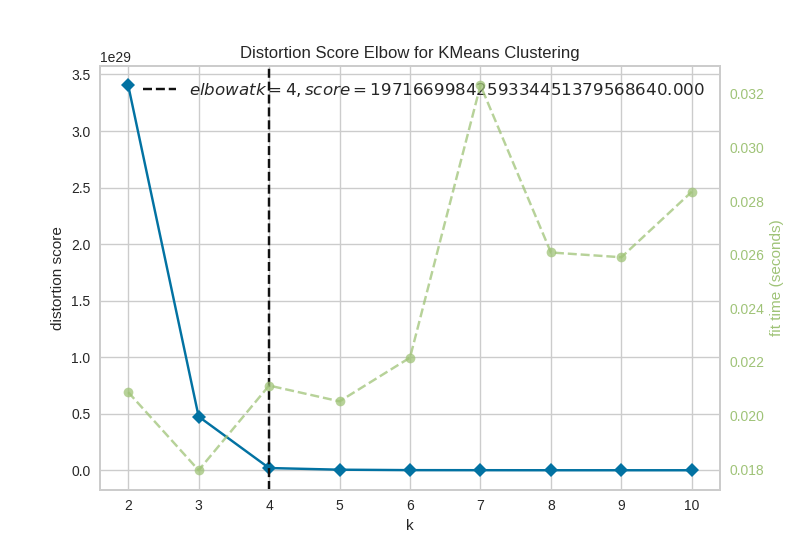 Distortion Score Elbow for KMeans Clustering
1e29
elbowatk = 4, score = 1971669984259334451379568640.000
3.5
3.0
2.5
2.0
1.5
1.0
0.5
0.0
distortion score
0.032
0.030
0.028
0.026
0.024
0.022
0.020
0.018
fit time (seconds)
2 3 4 5 6 7 8 9 10
k